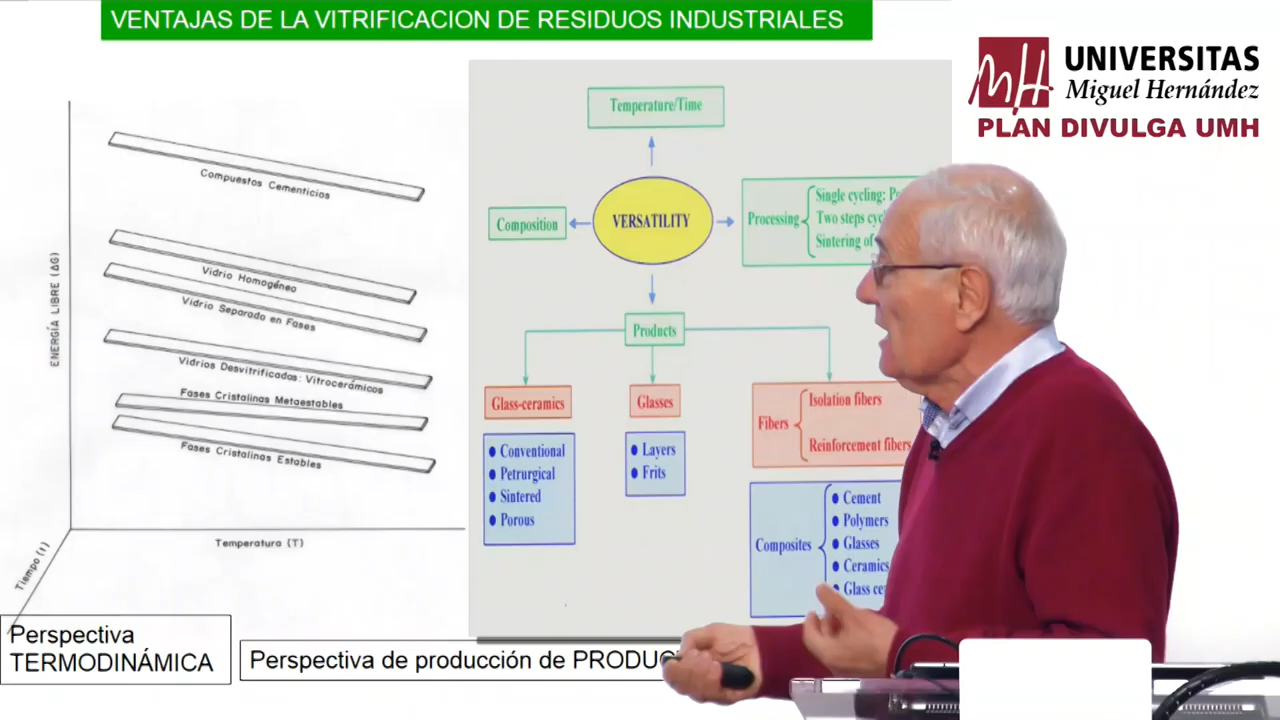 VENTAJAS DE LA VITRIFICACION DE RESIDUOS INDUSTRIALES
UNIVERSITAS
Miguel Hernández
PLAN DIVULGA UMH
ENERGÍA LIBRE (ΔG)
Compuestos Cementicios
Vidrio Homogéneo
Vidrio Separado en Fases
Vidrios Desvitrificados: Vitrocerámicos
Fases Cristalinas Metaestables
Fases Cristalinas Estables
Temperatura (T)
Tiempo (t)
Perspectiva
TERMODINÁMICA
Temperature/Time
Composition
VERSATILITY
Processing
Single cycling:
Two steps
Sintering of
Products
Glass-ceramics
Conventional
Petrurgical
Sintered
Porous
Glasses
Layers
Frits
Fibers
Isolation fibers
Reinforcement fibers
Composites
Cement
Polymers
Glasses
Ceramics
Glass
Perspectiva de producción de